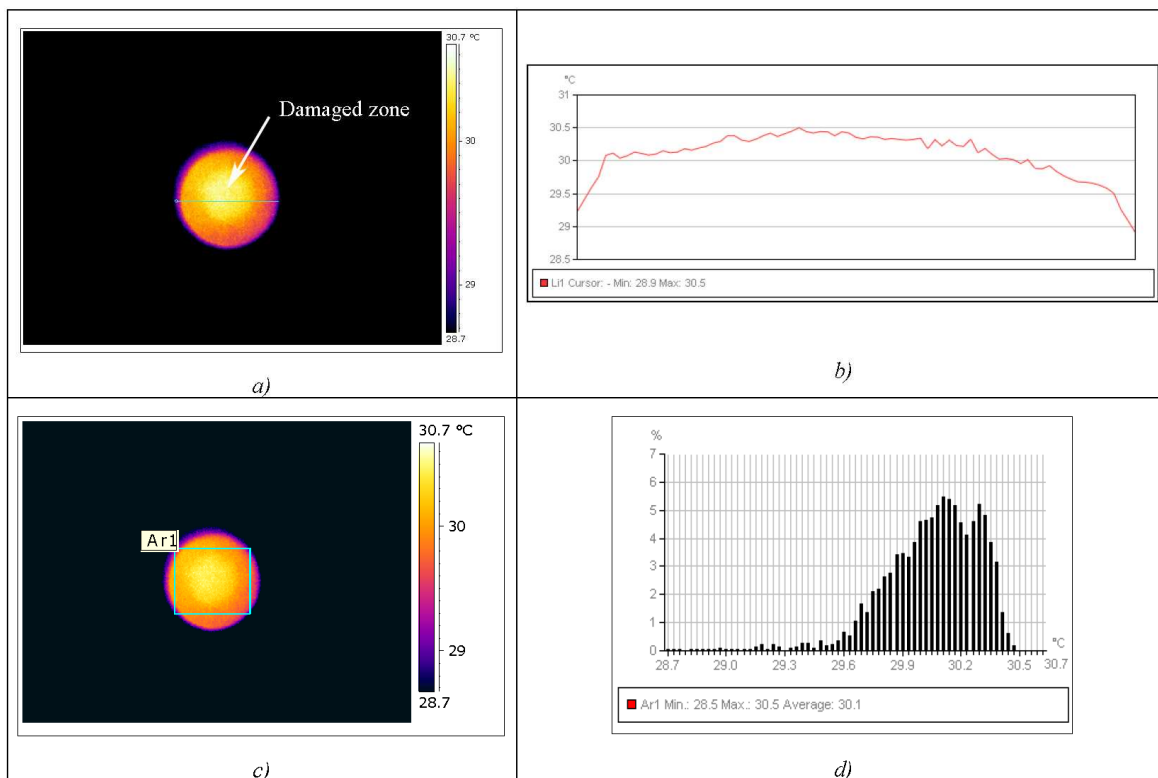 30.7 °C
Damaged zone
30
29
28.7
a)
°C
31
30.5
30
29.5
29
28.5
Li1 Cursor: - Min: 28.9 Max: 30.5
b)
30.7 °C
Ar1
30
29
28.7
c)
%
7
6
5
4
3
2
1
0
°C
28.7 29.0 29.3 29.6 29.9 30.2 30.5 30.7
Ar1 Min.: 28.5 Max.: 30.5 Average: 30.1
d)